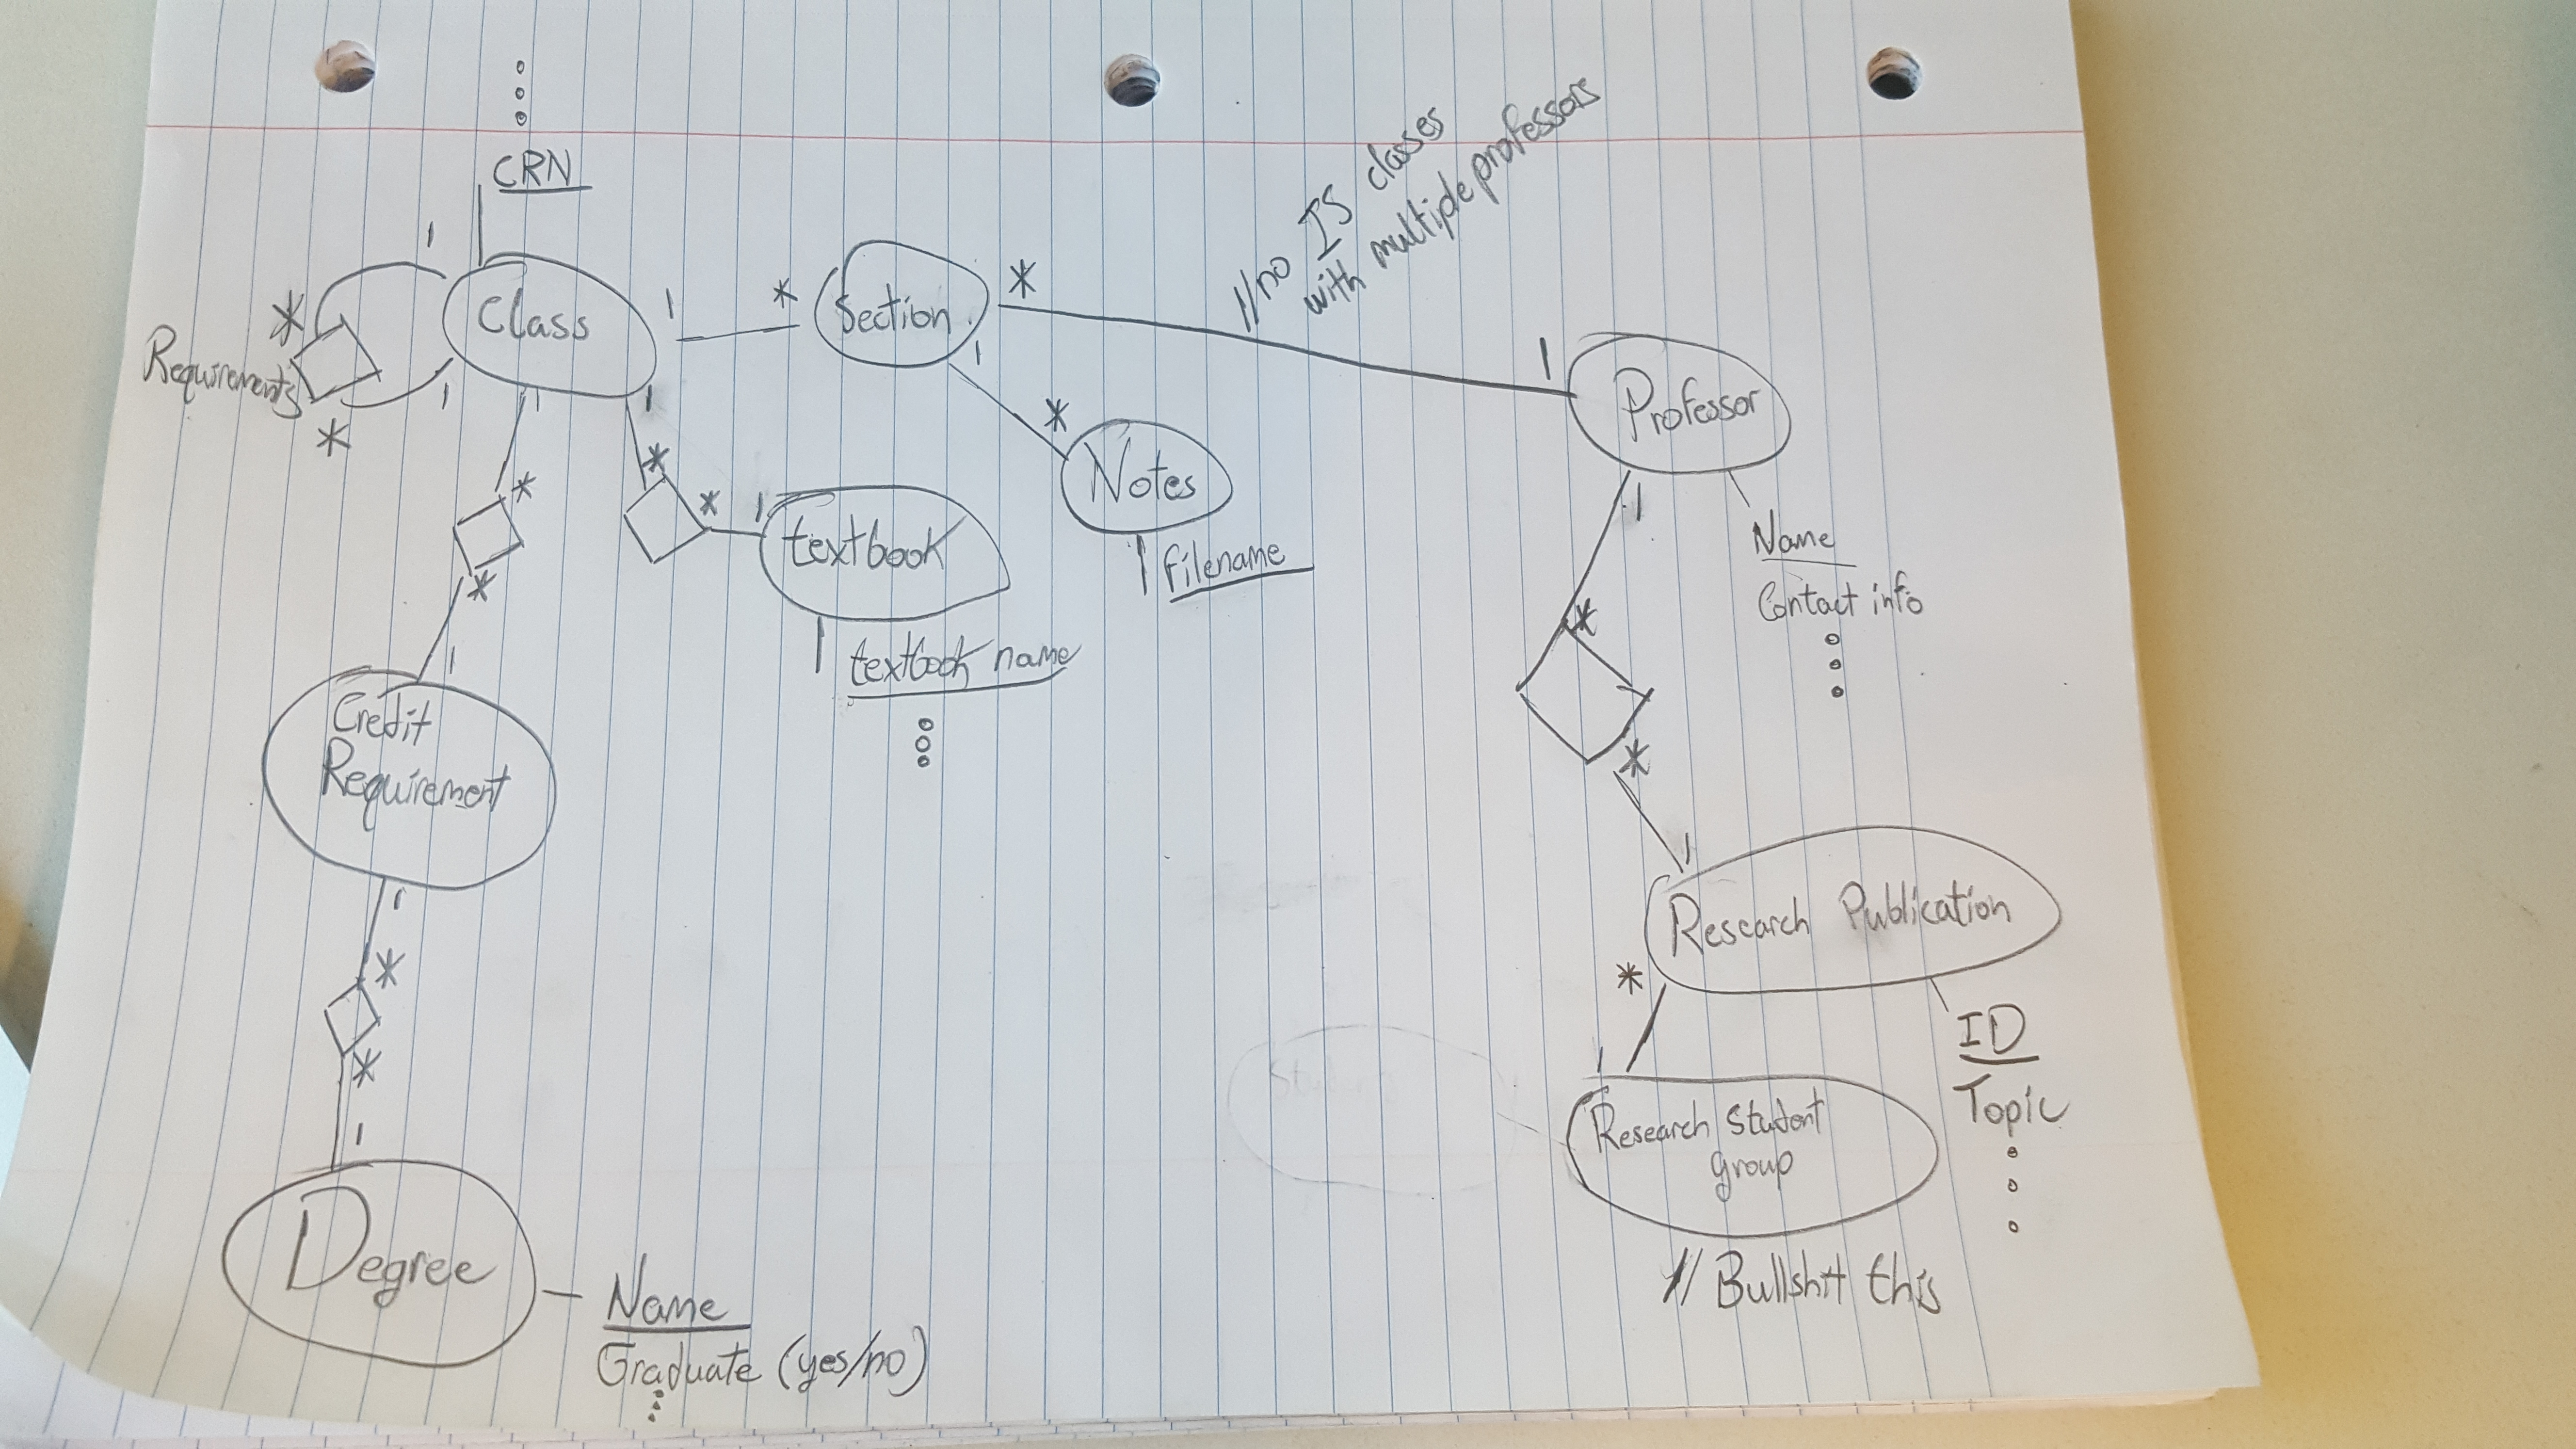 Requirements
*
*
1
1
CRN
Class
1
*
Section
*
//no IS classes
with multiple professors
1
Professor
Name
Contact info
1
*
*
1
Credit
Requirement
1
*
*
1
1
*
*
1
textbook
textbook name
1
*
Notes
filename
1
*
*
1
Degree
Name
Graduate (yes/no)
Research Publication
ID
Topic
*
1
Research Student
group
// Bullshit this